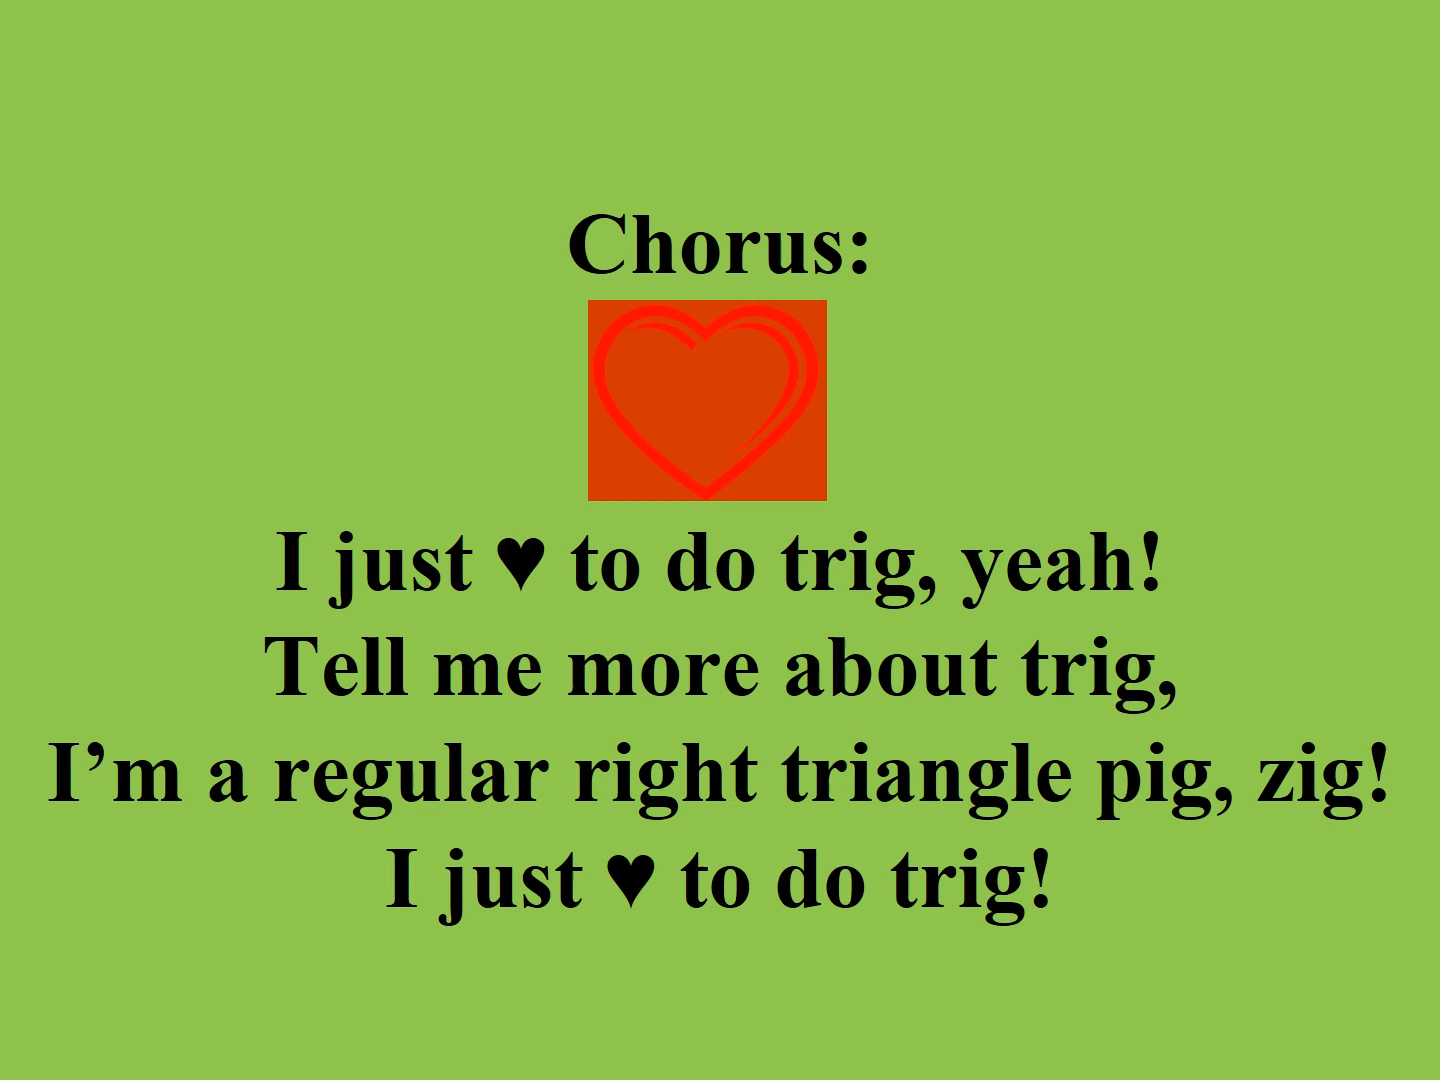 Chorus:
I just ♥ to do trig, yeah!
Tell me more about trig,
I’m a regular right triangle pig, zig!
I just ♥ to do trig!